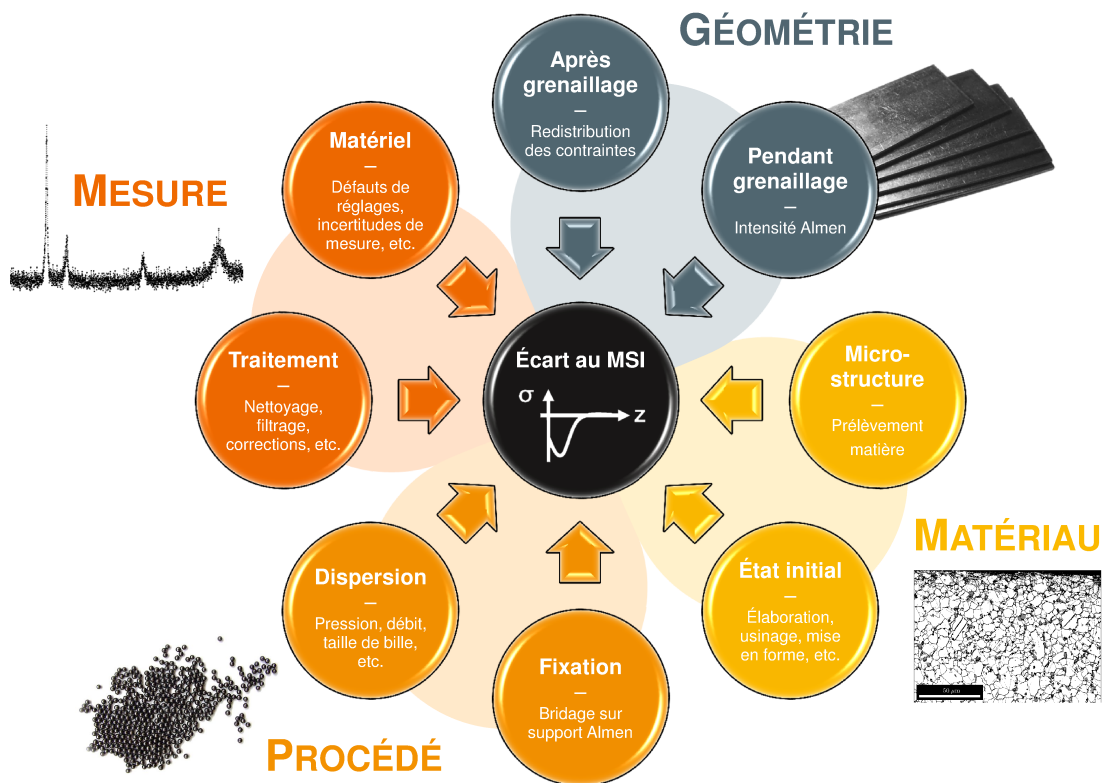 GÉOMÉTRIE
Après
grenaillage
–
Redistribution
des contraintes
Pendant
grenaillage
–
Intensité Almen
MESURE
Matériel
–
Défauts de
réglages,
incertitudes de
mesure, etc.
Traitement
–
Nettoyage,
filtrage,
corrections, etc.
Écart au MSI
σ
z
Micro-
structure
–
Prélèvement
matière
MATÉRIAU
État initial
–
Élaboration,
usinage, mise
en forme, etc.
50 µm
Dispersion
–
Pression, débit,
taille de bille,
etc.
Fixation
–
Bridage sur
support Almen
PROCÉDÉ